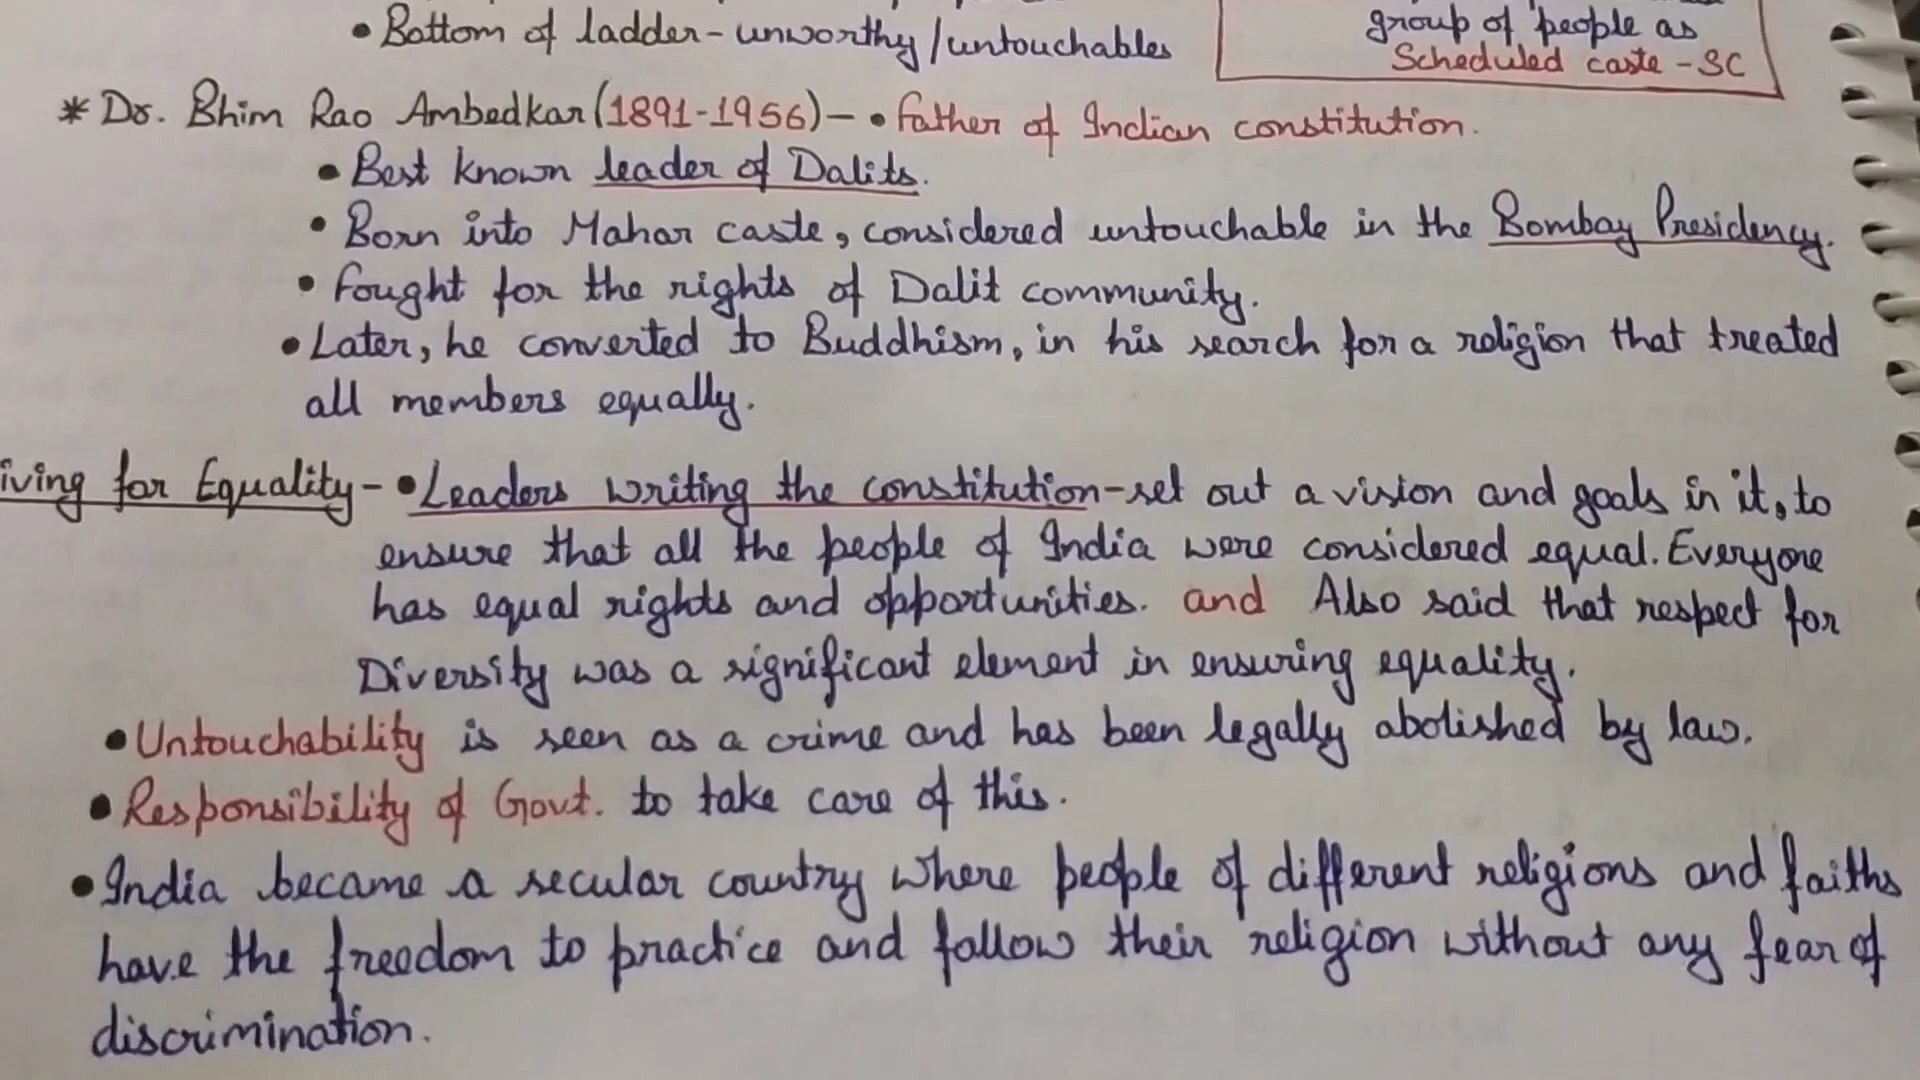 • Bottom of ladder - unworthy / untouchables
group of people as
Scheduled caste - SC
* Dr. Bhim Rao Ambedkar (1891-1956) - • Father of Indian constitution.
• Best known leader of Dalits.
• Born into Mahar caste, considered untouchable in the Bombay Presidency.
• Fought for the rights of Dalit community.
• Later, he converted to Buddhism, in his search for a religion that treated
all members equally.
iving for Equality - • Leaders writing the constitution - set out a vision and goals in it, to
ensure that all the people of India were considered equal. Everyone
has equal rights and opportunities. and Also said that respect for
Diversity was a significant element in ensuring equality.
• Untouchability is seen as a crime and has been legally abolished by law.
• Responsibility of Govt. to take care of this.
• India became a secular country where people of different religions and faiths
have the freedom to practice and follow their religion without any fear of
discrimination.